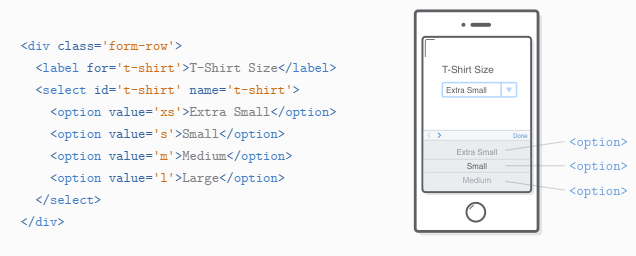 <div class='form-row'>
<label for='t-shirt'>T-Shirt Size</label>
<select id='t-shirt' name='t-shirt'>
<option value='xs'>Extra Small</option>
<option value='s'>Small</option>
<option value='m'>Medium</option>
<option value='l'>Large</option>
</select>
</div>
T-Shirt Size
Extra Small
Done
Extra Small
Small
Medium
<option>
<option>
<option>